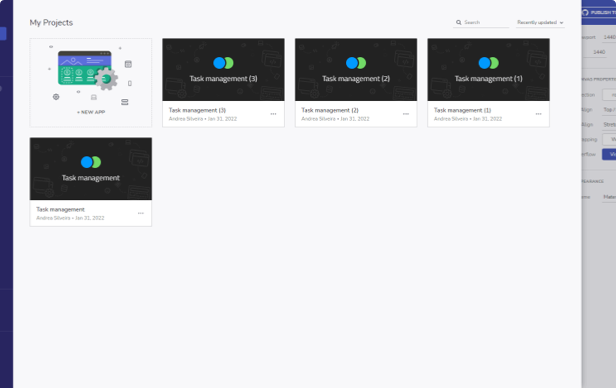 My Projects
Search
Recently updated
+ NEW APP
Task management (3)
Task management (3)
Andrea Silveira • Jan 31, 2022
Task management (2)
Task management (2)
Andrea Silveira • Jan 31, 2022
Task management (1)
Task management (1)
Andrea Silveira • Jan 31, 2022
Task management
Task management
Andrea Silveira • Jan 31, 2022
PUBLISH
1440
1440
Top /